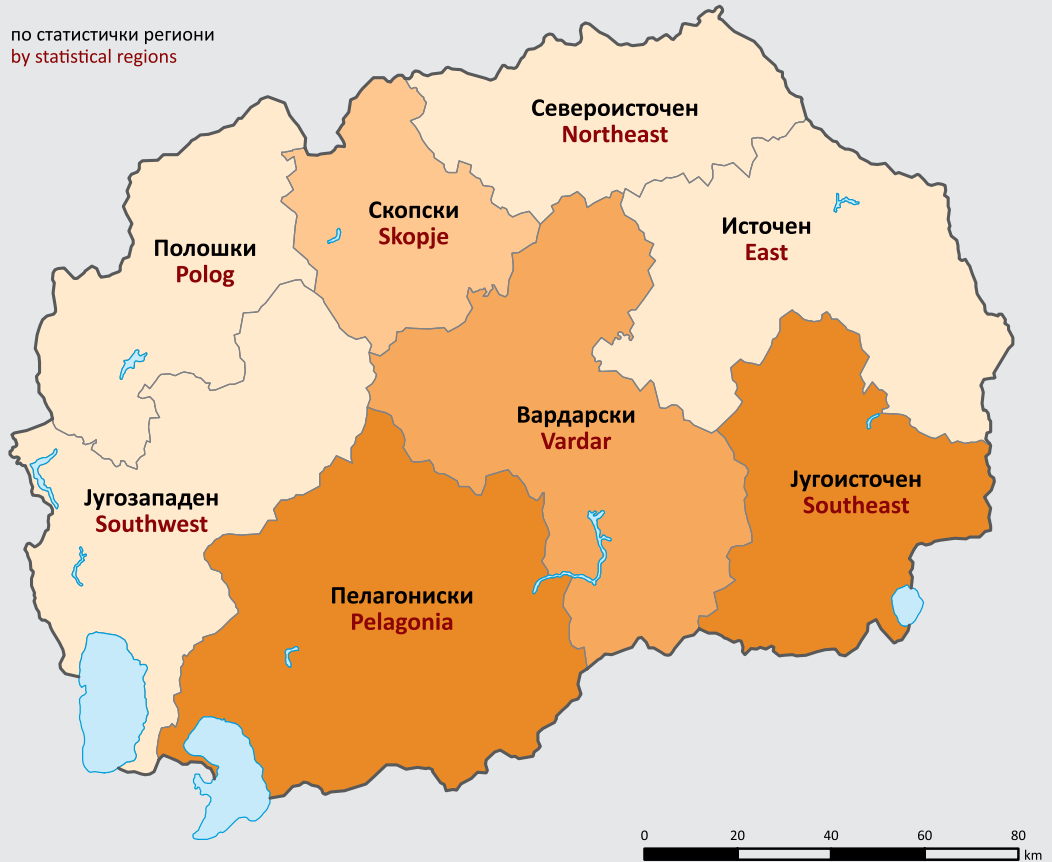 по статистички региони
by statistical regions
Североисточен
Northeast
Скопски
Skopje
Источен
East
Полошки
Polog
Вардарски
Vardar
Југоисточен
Southeast
Југозападен
Southwest
Пелагониски
Pelagonia
0 20 40 60 80
km